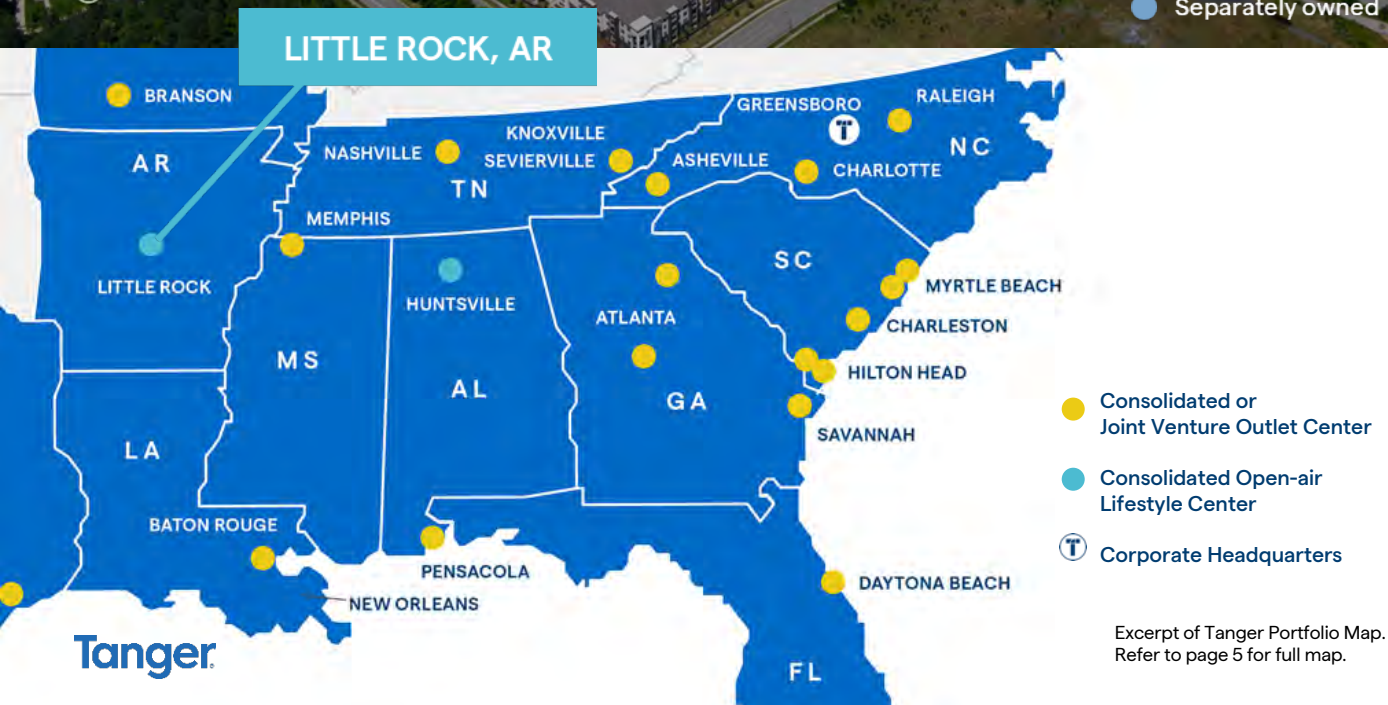 Separately owned
LITTLE ROCK, AR
BRANSON
GREENSBORO
RALEIGH
T
KNOXVILLE
NASHVILLE
SEVIERVILLE
ASHEVILLE
NC
AR
CHARLOTTE
TN
MEMPHIS
SC
LITTLE ROCK
HUNTSVILLE
MYRTLE BEACH
ATLANTA
CHARLESTON
MS
HILTON HEAD
AL
GA
Consolidated or
Joint Venture Outlet Center
SAVANNAH
LA
Consolidated Open-air
Lifestyle Center
BATON ROUGE
T
Corporate Headquarters
PENSACOLA
DAYTONA BEACH
NEW ORLEANS
Tanger
FL
Excerpt of Tanger Portfolio Map.
Refer to page 5 for full map.